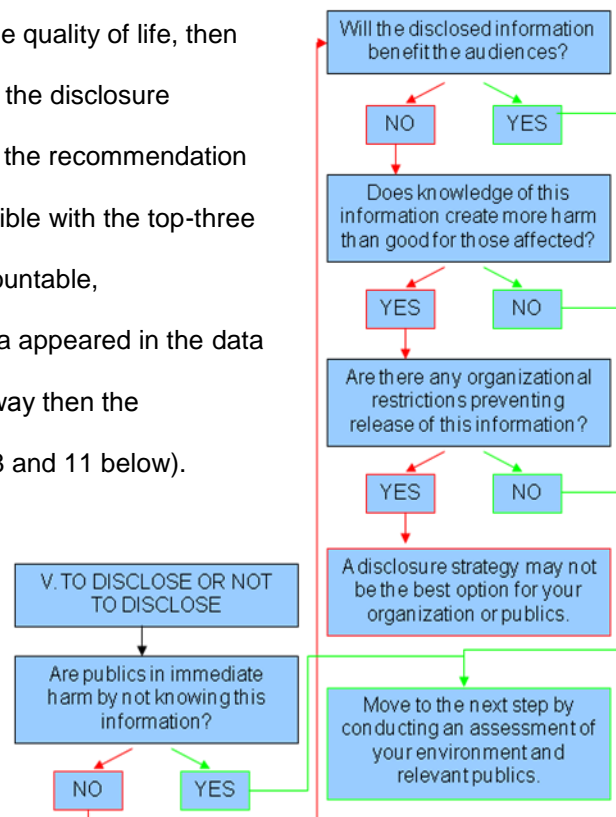 e quality of life, then
the disclosure
the recommendation
ible with the top-three
ountable,
a appeared in the data
way then the
3 and 11 below).
V. TO DISCLOSE OR NOT
TO DISCLOSE
Are publics in immediate
harm by not knowing this
information?
NO
YES
Will the disclosed information
benefit the audiences?
NO
YES
Does knowledge of this
information create more harm
than good for those affected?
YES
NO
Are there any organizational
restrictions preventing
release of this information?
YES
NO
A disclosure strategy may not
be the best option for your
organization or publics.
Move to the next step by
conducting an assessment of
your environment and
relevant publics.